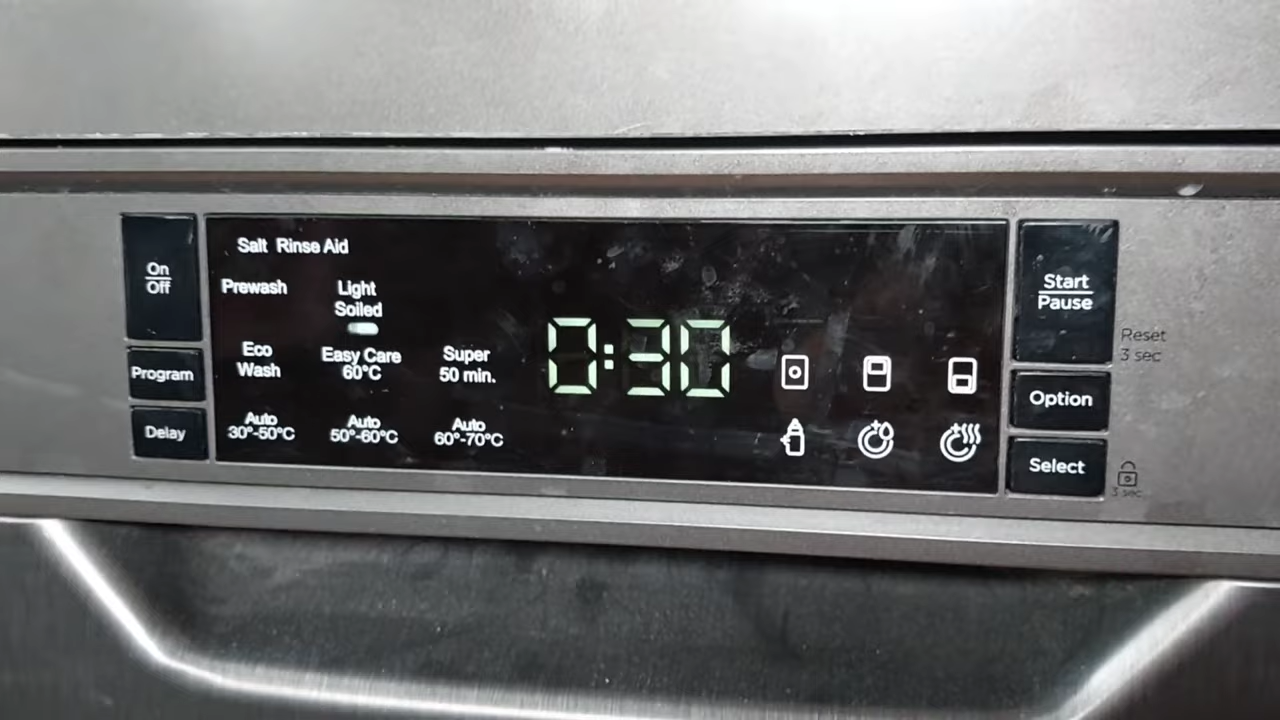 Salt Rinse Aid
On
Off
Prewash
Light
Soiled
Start
Pause
Reset
3 sec
0:30
Eco
Wash
Easy Care
60°C
Super
50 min.
Program
Option
Auto
30°-50°C
Auto
50°-60°C
Auto
60°-70°C
Delay
Select
3 sec